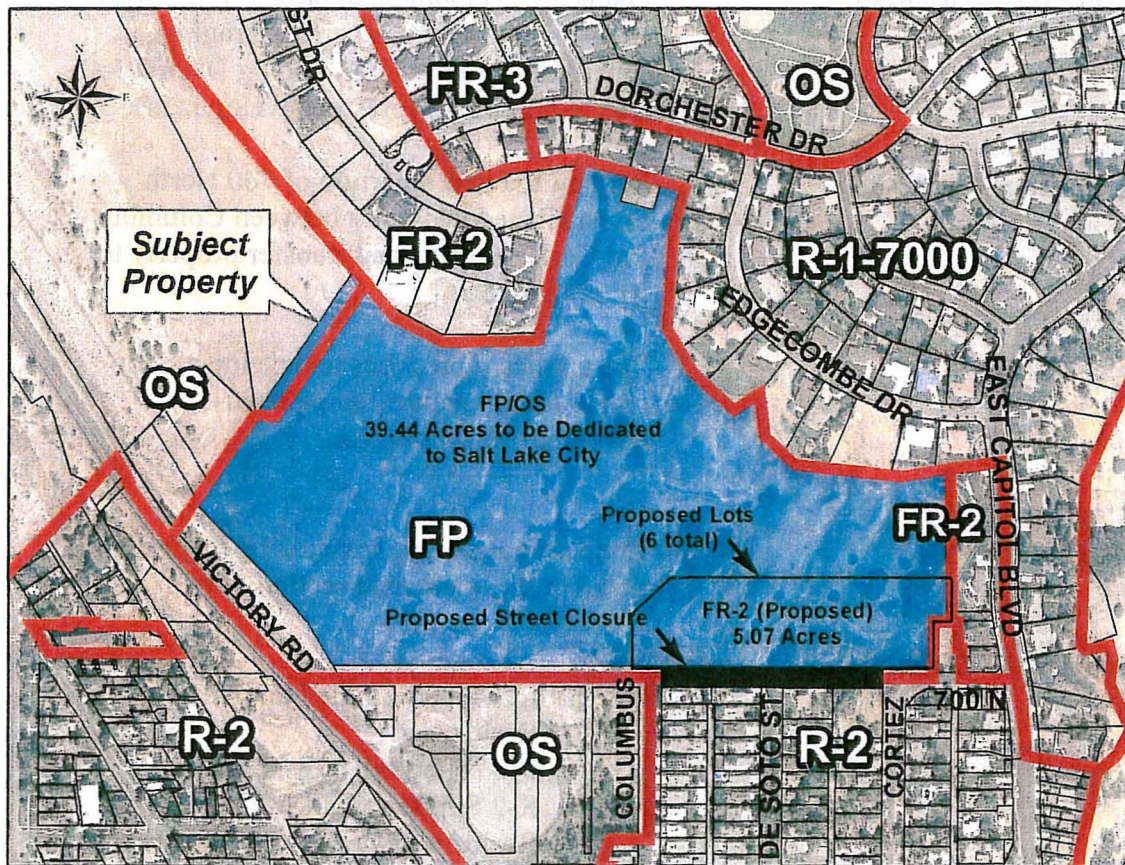 N
W
E
S
ST DR
FR-3
DORCHESTER DR
OS
Subject
Property
FR-2
R-1-7000
EDGECOMBE DR
EAST CAPITOL BLVD
OS
FP/OS
39.44 Acres to be Dedicated
to Salt Lake City
FP
FR-2
Proposed Lots
(6 total)
VICTORY RD
Proposed Street Closure
FR-2 (Proposed)
5.07 Acres
R-2
OS
COLUMBUS
DE SOTO ST
R-2
CORTEZ
700 N